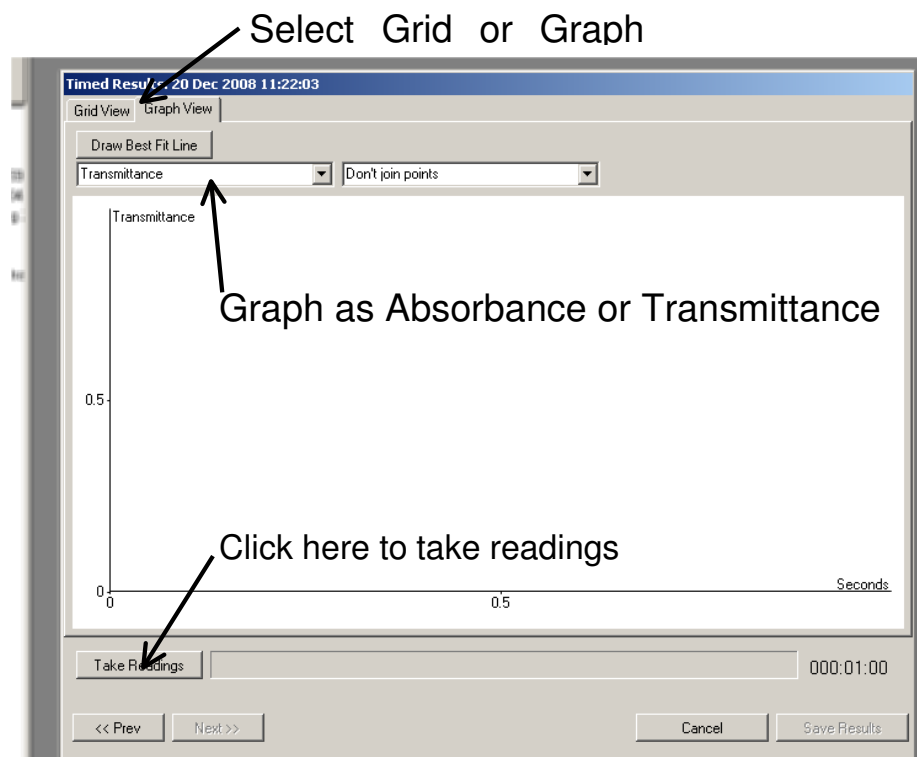 Select Grid or Graph
Timed Results: 20 Dec 2008 11:22:03
Grid View Graph View
Draw Best Fit Line
Transmittance Don't join points
Transmittance
Graph as Absorbance or Transmittance
0.5
Click here to take readings
Seconds
0
0 0.5
Take Readings 000:01:00
<< Prev Next >> Cancel Save Results